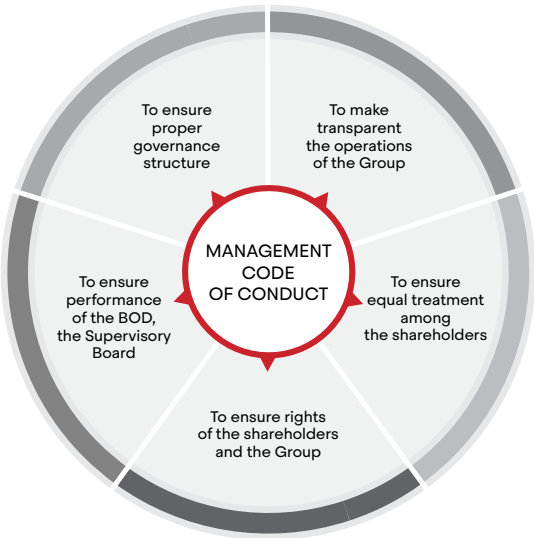 To ensure
proper
governance
structure
To make
transparent
the operations
of the Group
MANAGEMENT
CODE
OF CONDUCT
To ensure
performance
of the BOD,
the Supervisory
Board
To ensure
equal treatment
among
the shareholders
To ensure rights
of the shareholders
and the Group